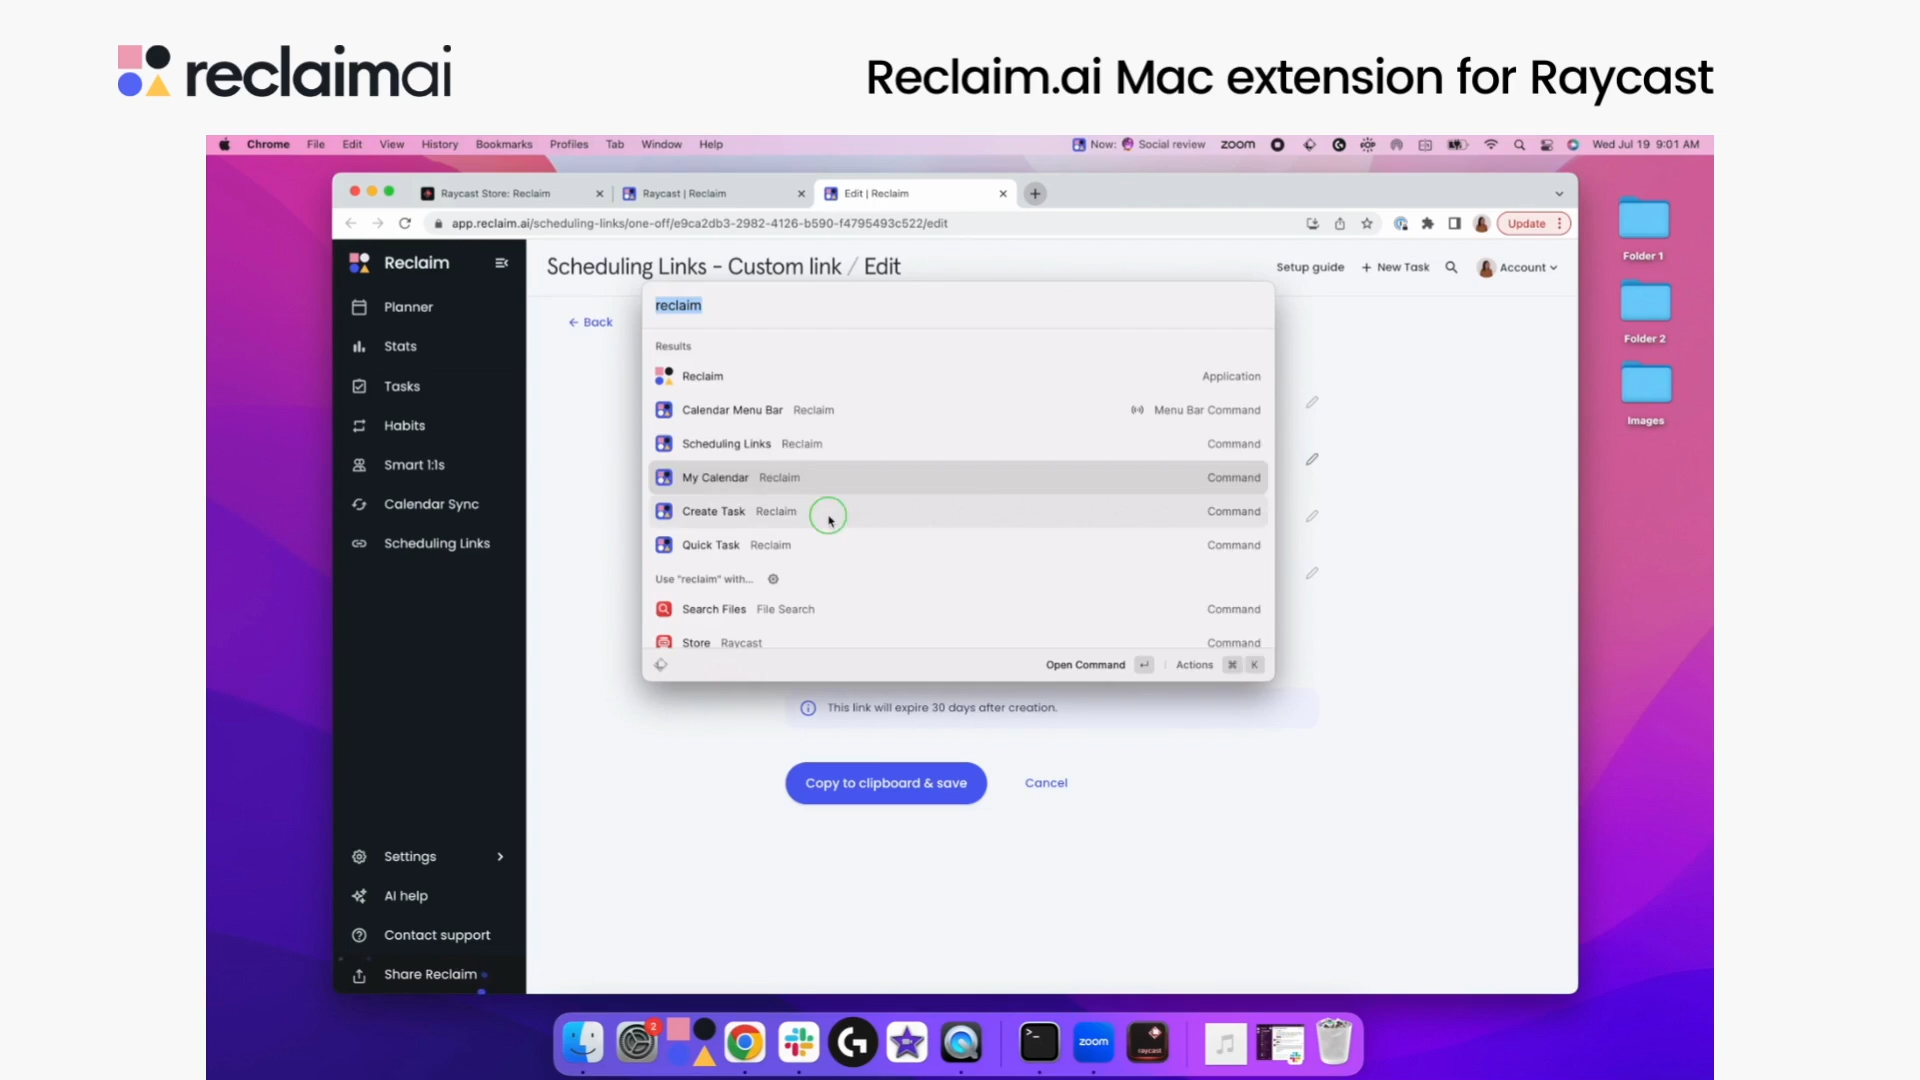 reclaimai
Reclaim.ai Mac extension for Raycast
Chrome File Edit View History Bookmarks Profiles Tab Window Help
Now: Social review zoom Wed Jul 19 9:01 AM
Raycast Store: Reclaim
Raycast | Reclaim
Edit | Reclaim
app.reclaim.ai/scheduling-links/one-off/e9ca2db3-2982-4126-b590-f4795493c522/edit
Update
Folder 1
Folder 2
Images
Reclaim
Planner
Stats
Tasks
Habits
Smart 1:1s
Calendar Sync
Scheduling Links
Settings
AI help
Contact support
Share Reclaim
Scheduling Links - Custom link / Edit
Setup guide + New Task Account
← Back
reclaim
Results
Reclaim Application
Calendar Menu Bar Reclaim Menu Bar Command
Scheduling Links Reclaim Command
My Calendar Reclaim Command
Create Task Reclaim Command
Quick Task Reclaim Command
Use "reclaim" with...
Search Files File Search Command
Store Raycast Command
Open Command ↵ Actions ⌘ K
This link will expire 30 days after creation.
Copy to clipboard & save Cancel
2
zoom
raycast